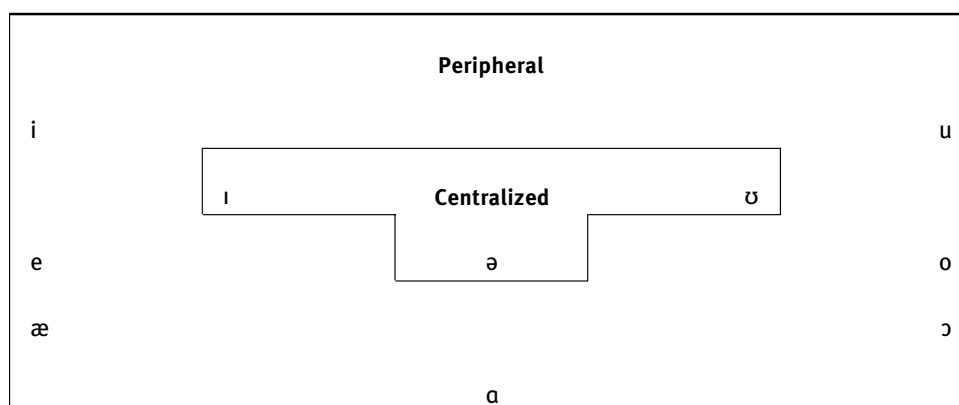 Peripheral
i u
ɪ Centralized ʊ
e ə o
æ ɔ
ɑ